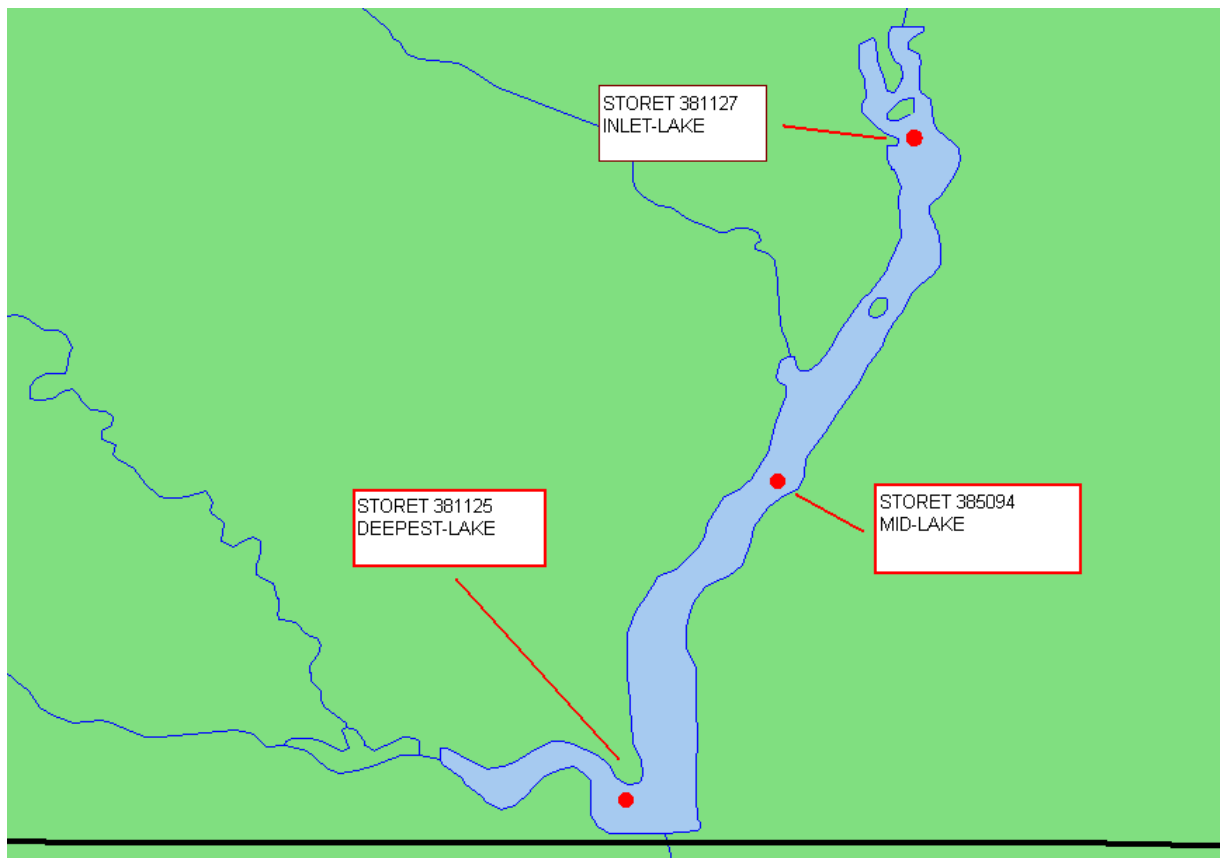 STORET 381127
INLET-LAKE
STORET 381125
DEEPEST-LAKE
STORET 385094
MID-LAKE